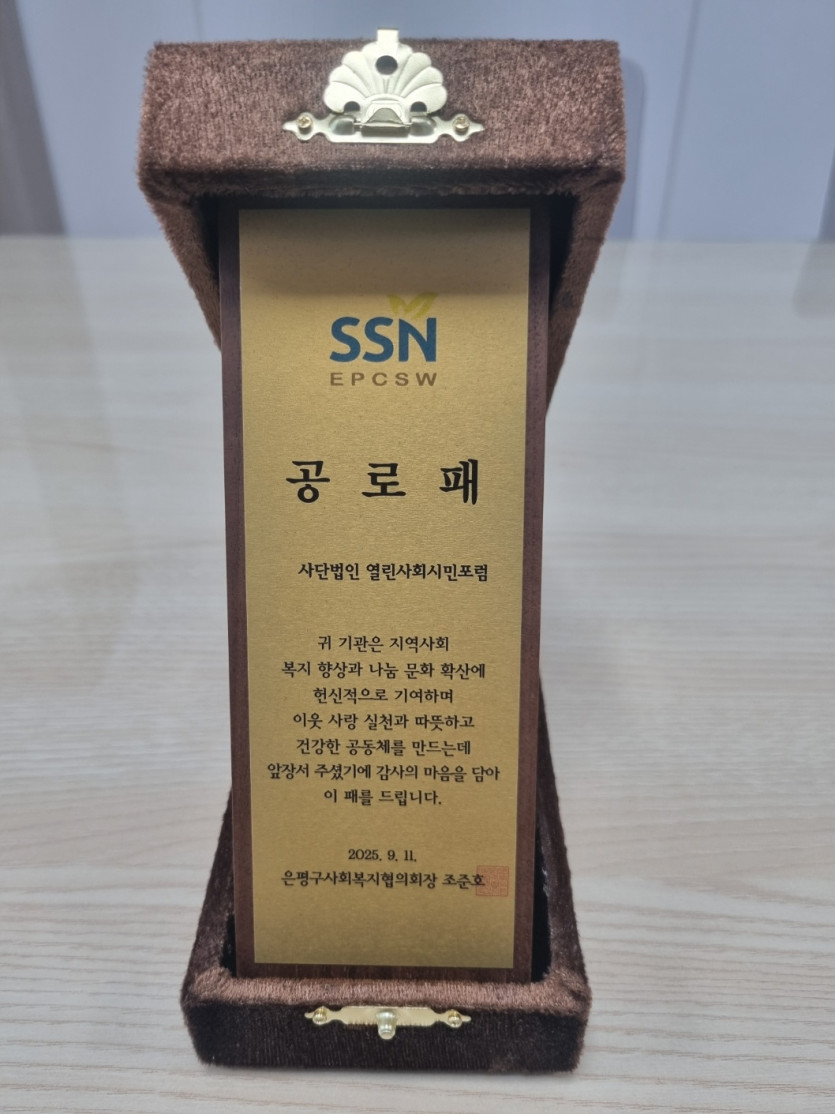 SSN
EPCSW
공 로 패
사단법인 열린사회시민포럼
귀 기관은 지역사회
복지 향상과 나눔 문화 확산에
헌신적으로 기여하며
이웃 사랑 실천과 따뜻하고
건강한 공동체를 만드는데
앞장서 주셨기에 감사의 마음을 담아
이 패를 드립니다.
2025. 9. 11.
은평구사회복지협의회장 조준호